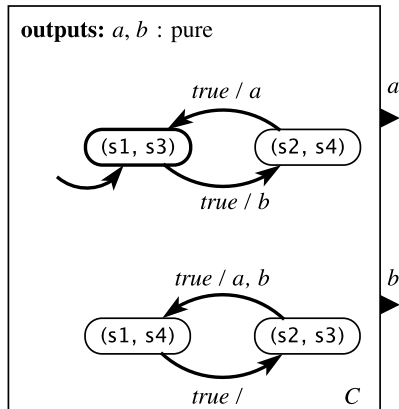 outputs: a, b : pure
a
true / a
(s1, s3)
(s2, s4)
true / b
b
true / a, b
(s1, s4)
(s2, s3)
true /
C